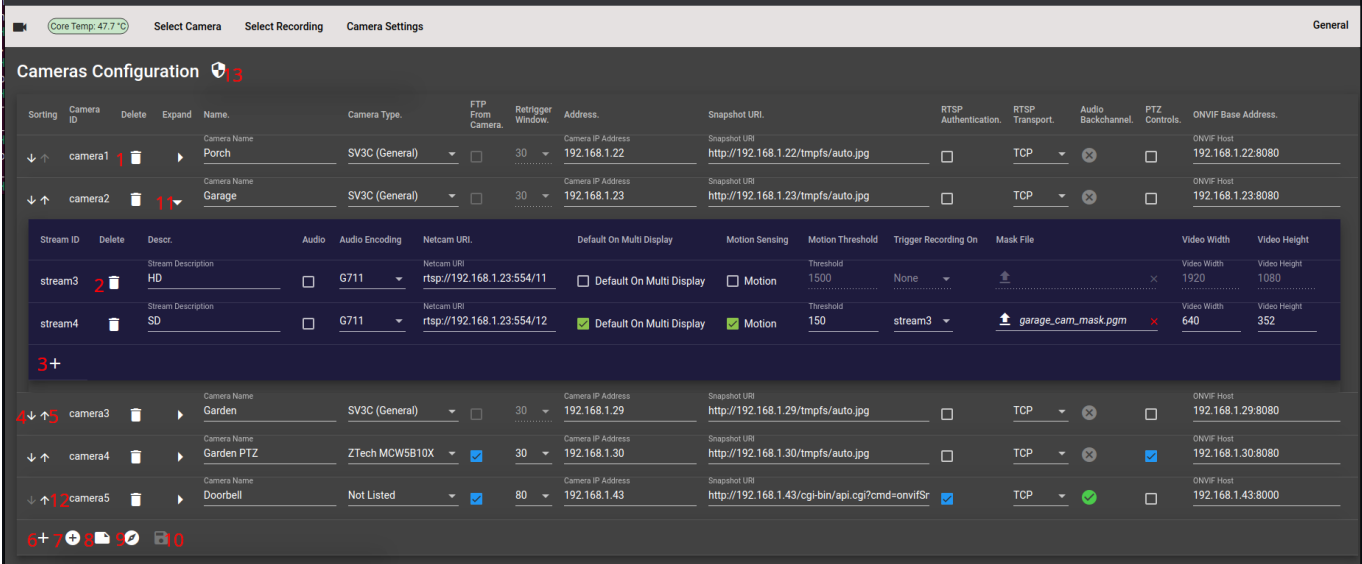 Core Temp: 47.7 °C Select Camera Select Recording Camera Settings General
Cameras Configuration 13
Sorting Camera ID Delete Expand Name. Camera Type. FTP From Camera. Retrigger Window. Address. Snapshot URI. RTSP Authentication. RTSP Transport. Audio Backchannel. PTZ Controls. ONVIF Base Address.
Camera Name Camera IP Address Snapshot URI ONVIF Host
camera1 1 Porch SV3C (General) 30 192.168.1.22 http://192.168.1.22/tmpfs/auto.jpg TCP 192.168.1.22:8080
Camera Name Camera IP Address Snapshot URI ONVIF Host
camera2 11 Garage SV3C (General) 30 192.168.1.23 http://192.168.1.23/tmpfs/auto.jpg TCP 192.168.1.23:8080
Stream ID Delete Descr. Audio Audio Encoding Netcam URI. Default On Multi Display Motion Sensing Motion Threshold Trigger Recording On Mask File Video Width Video Height
Stream Description Netcam URI Threshold Video Width Video Height
stream3 2 HD G711 rtsp://192.168.1.23:554/11 Default On Multi Display Motion 1500 None 1920 1080
Stream Description Netcam URI Threshold Video Width Video Height
stream4 SD G711 rtsp://192.168.1.23:554/12 Default On Multi Display Motion 150 stream3 garage_cam_mask.pgm 640 352
3
Camera Name Camera IP Address Snapshot URI ONVIF Host
4 5 camera3 Garden SV3C (General) 30 192.168.1.29 http://192.168.1.29/tmpfs/auto.jpg TCP 192.168.1.29:8080
Camera Name Camera IP Address Snapshot URI ONVIF Host
camera4 Garden PTZ ZTech MCW5B10X 30 192.168.1.30 http://192.168.1.30/tmpfs/auto.jpg TCP 192.168.1.30:8080
Camera Name Camera IP Address Snapshot URI ONVIF Host
12 camera5 Doorbell Not Listed 80 192.168.1.43 http://192.168.1.43/cgi-bin/api.cgi?cmd=onvifSr TCP 192.168.1.43:8000
6 7 8 9 10